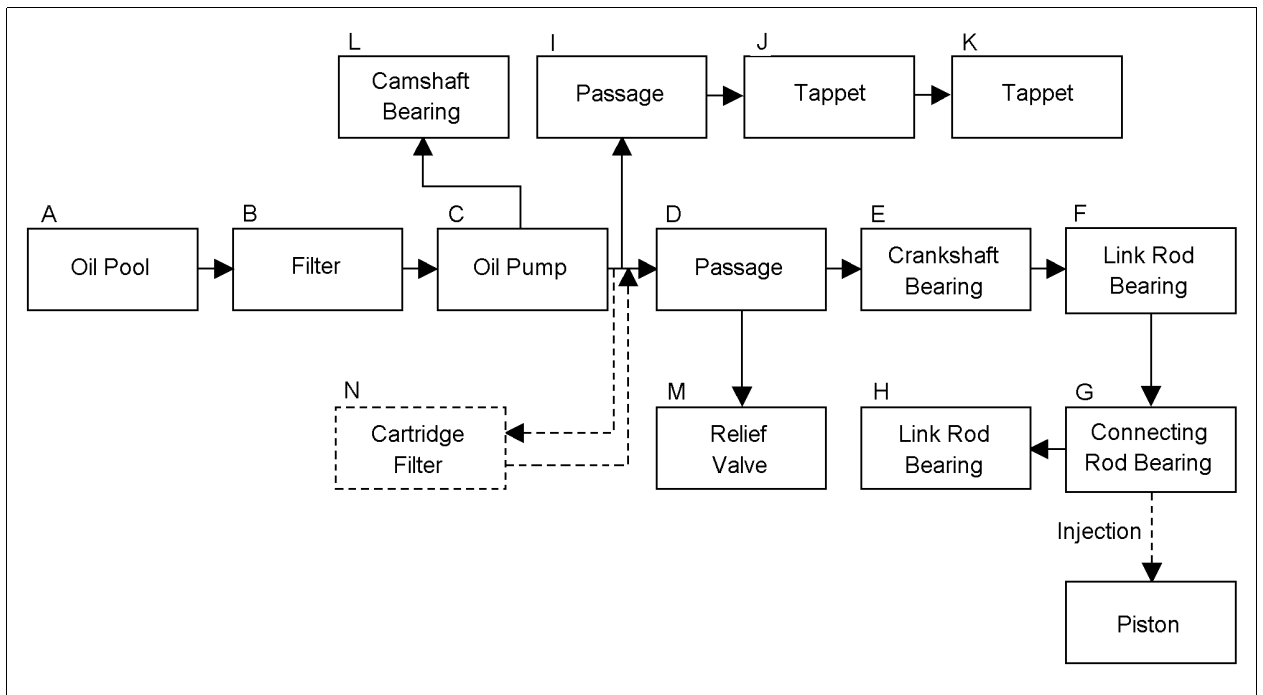 L
Camshaft
Bearing
I
Passage
J
Tappet
K
Tappet
A
Oil Pool
B
Filter
C
Oil Pump
D
Passage
E
Crankshaft
Bearing
F
Link Rod
Bearing
N
Cartridge
Filter
M
Relief
Valve
H
Link Rod
Bearing
G
Connecting
Rod Bearing
Injection
Piston